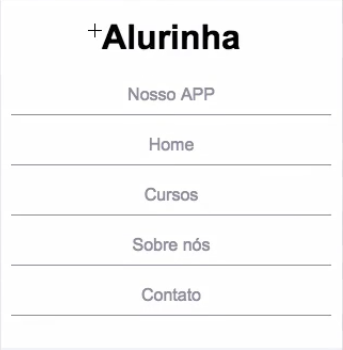 Alurinha
Nosso APP
Home
Cursos
Sobre nós
Contato